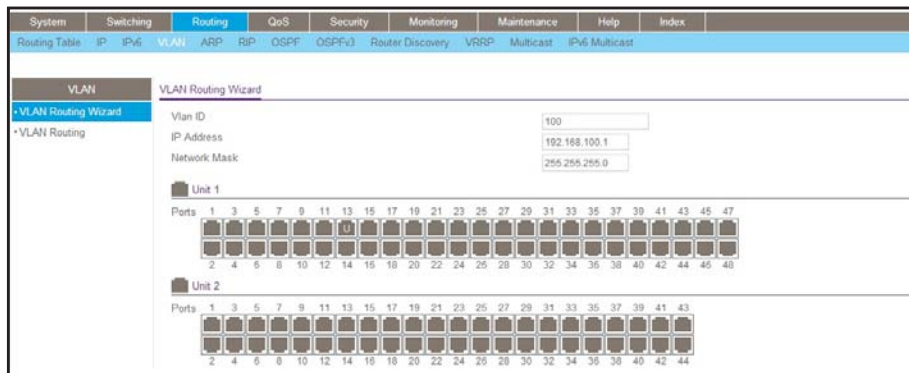 System Switching Routing QoS Security Monitoring Maintenance Help Index
Routing Table IP IPv6 VLAN ARP RIP OSPF OSPFv3 Router Discovery VRRP Multicast IPv6 Multicast
VLAN
• VLAN Routing Wizard
• VLAN Routing
VLAN Routing Wizard
Vlan ID 100
IP Address 192.168.100.1
Network Mask 255.255.255.0
Unit 1
Ports 1 3 5 7 9 11 13 15 17 19 21 23 25 27 29 31 33 35 37 39 41 43 45 47
U
2 4 6 8 10 12 14 16 18 20 22 24 26 28 30 32 34 36 38 40 42 44 46 48
Unit 2
Ports 1 3 5 7 9 11 13 15 17 19 21 23 25 27 29 31 33 35 37 39 41 43
2 4 6 8 10 12 14 16 18 20 22 24 26 28 30 32 34 36 38 40 42 44